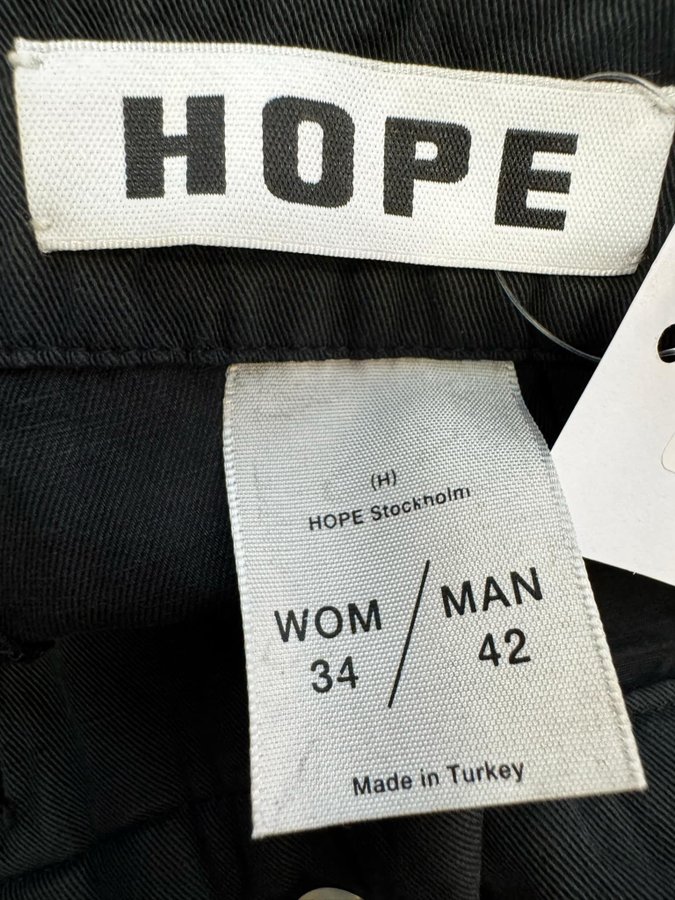 HOPE
(H)
HOPE Stockholm
WOM / MAN
34 42
Made in Turkey